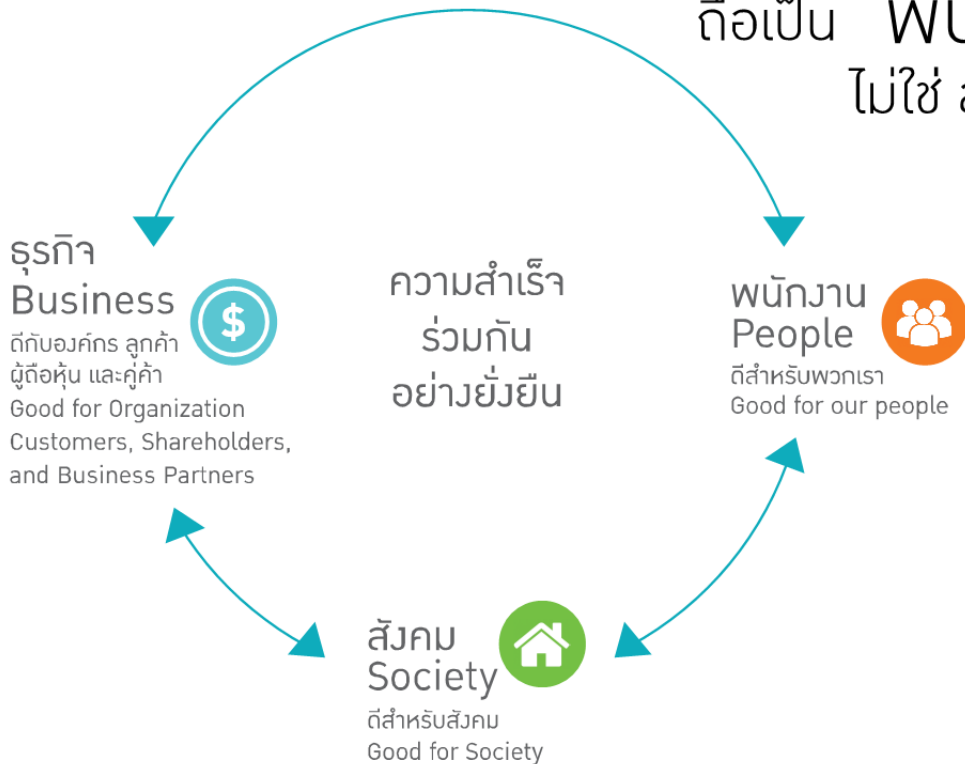 ถือเป็น
ไม่ใช่
ธุรกิจ
Business
$
ดีกับองค์กร ลูกค้า
ผู้ถือหุ้น และคู่ค้า
Good for Organization
Customers, Shareholders,
and Business Partners
ความสำเร็จ
ร่วมกัน
อย่างยั่งยืน
พนักงาน
People
ดีสำหรับพวกเรา
Good for our people
สังคม
Society
ดีสำหรับสังคม
Good for Society